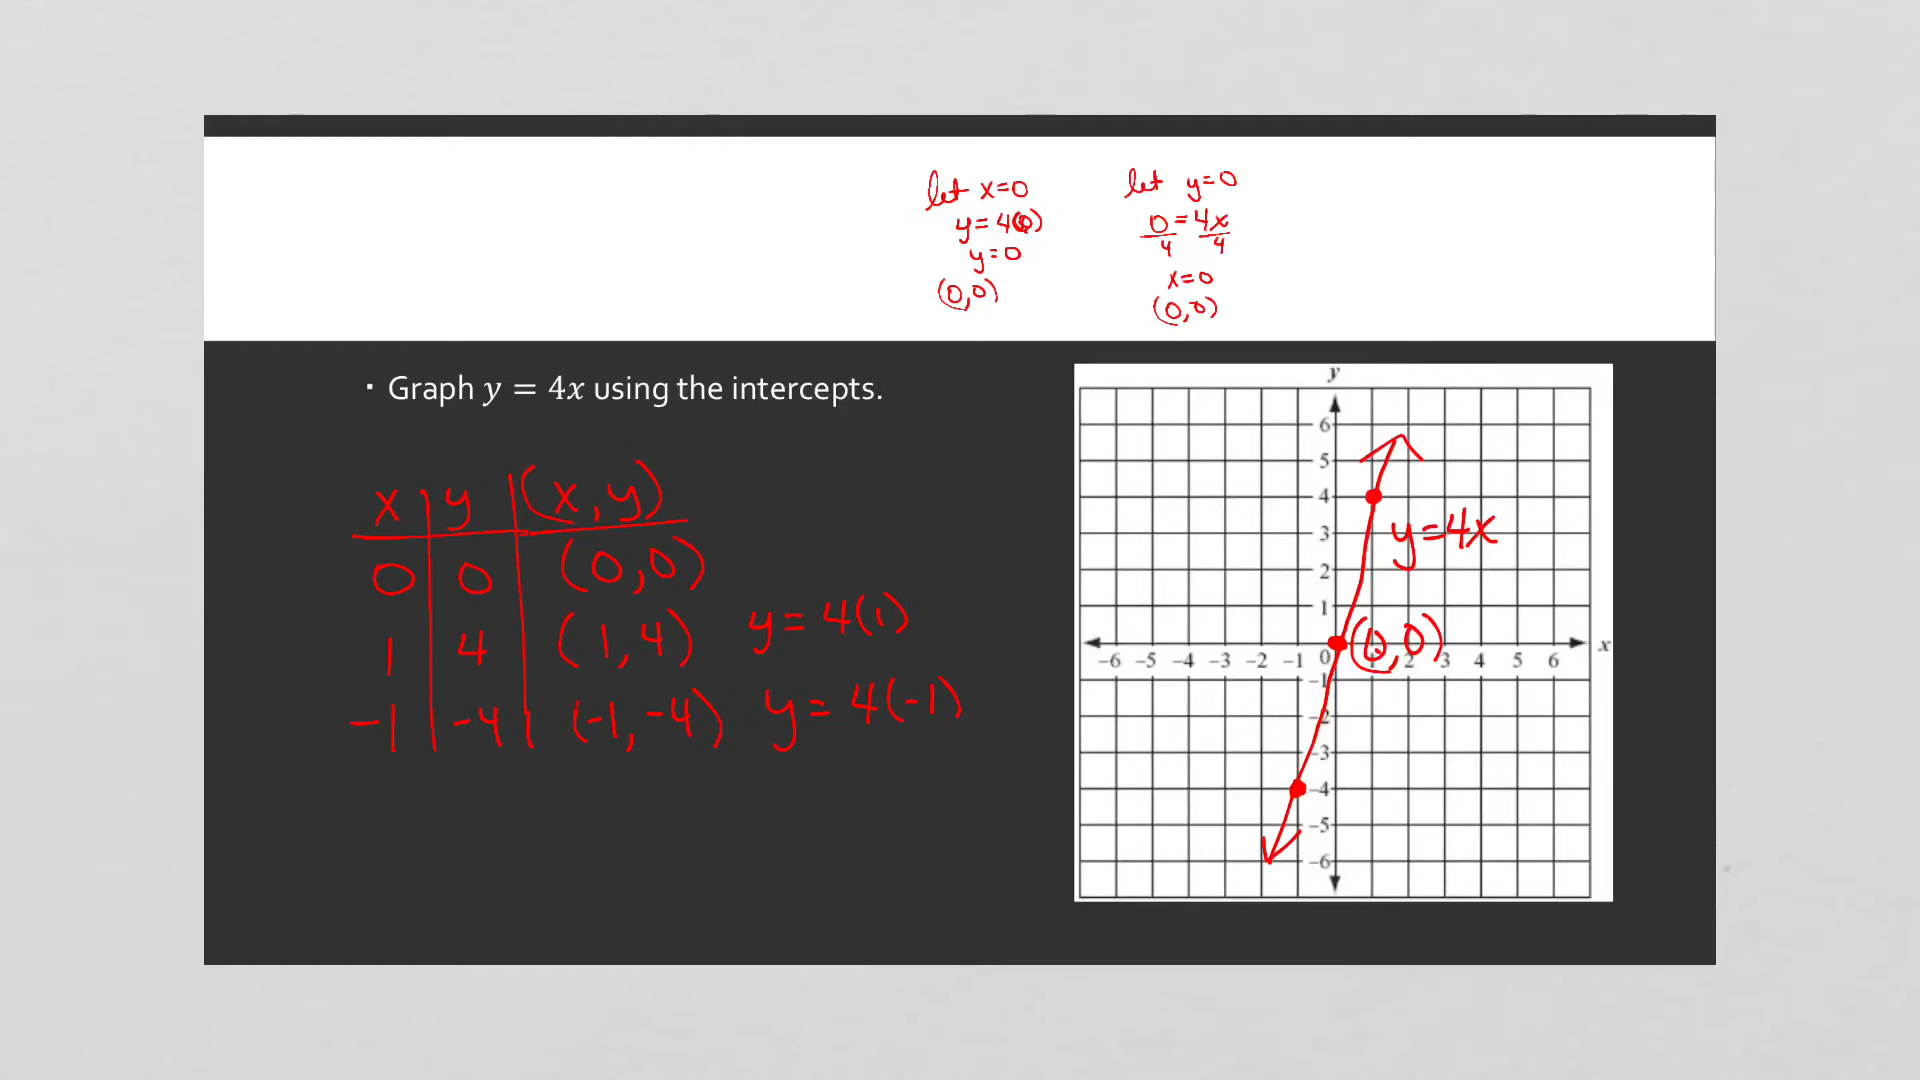 let x=0
y=4(0)
y=0
(0,0)
let y=0
0=4x
4 4
x=0
(0,0)
▪ Graph y = 4x using the intercepts.
x y (x,y)
0 0 (0,0)
1 4 (1,4) y=4(1)
-1 -4 (-1,-4) y=4(-1)
y
6
5
4
y=4x
3
2
1
(0,0)
x
-6 -5 -4 -3 -2 -1 0 1 2 3 4 5 6
-1
-2
-3
-4
-5
-6